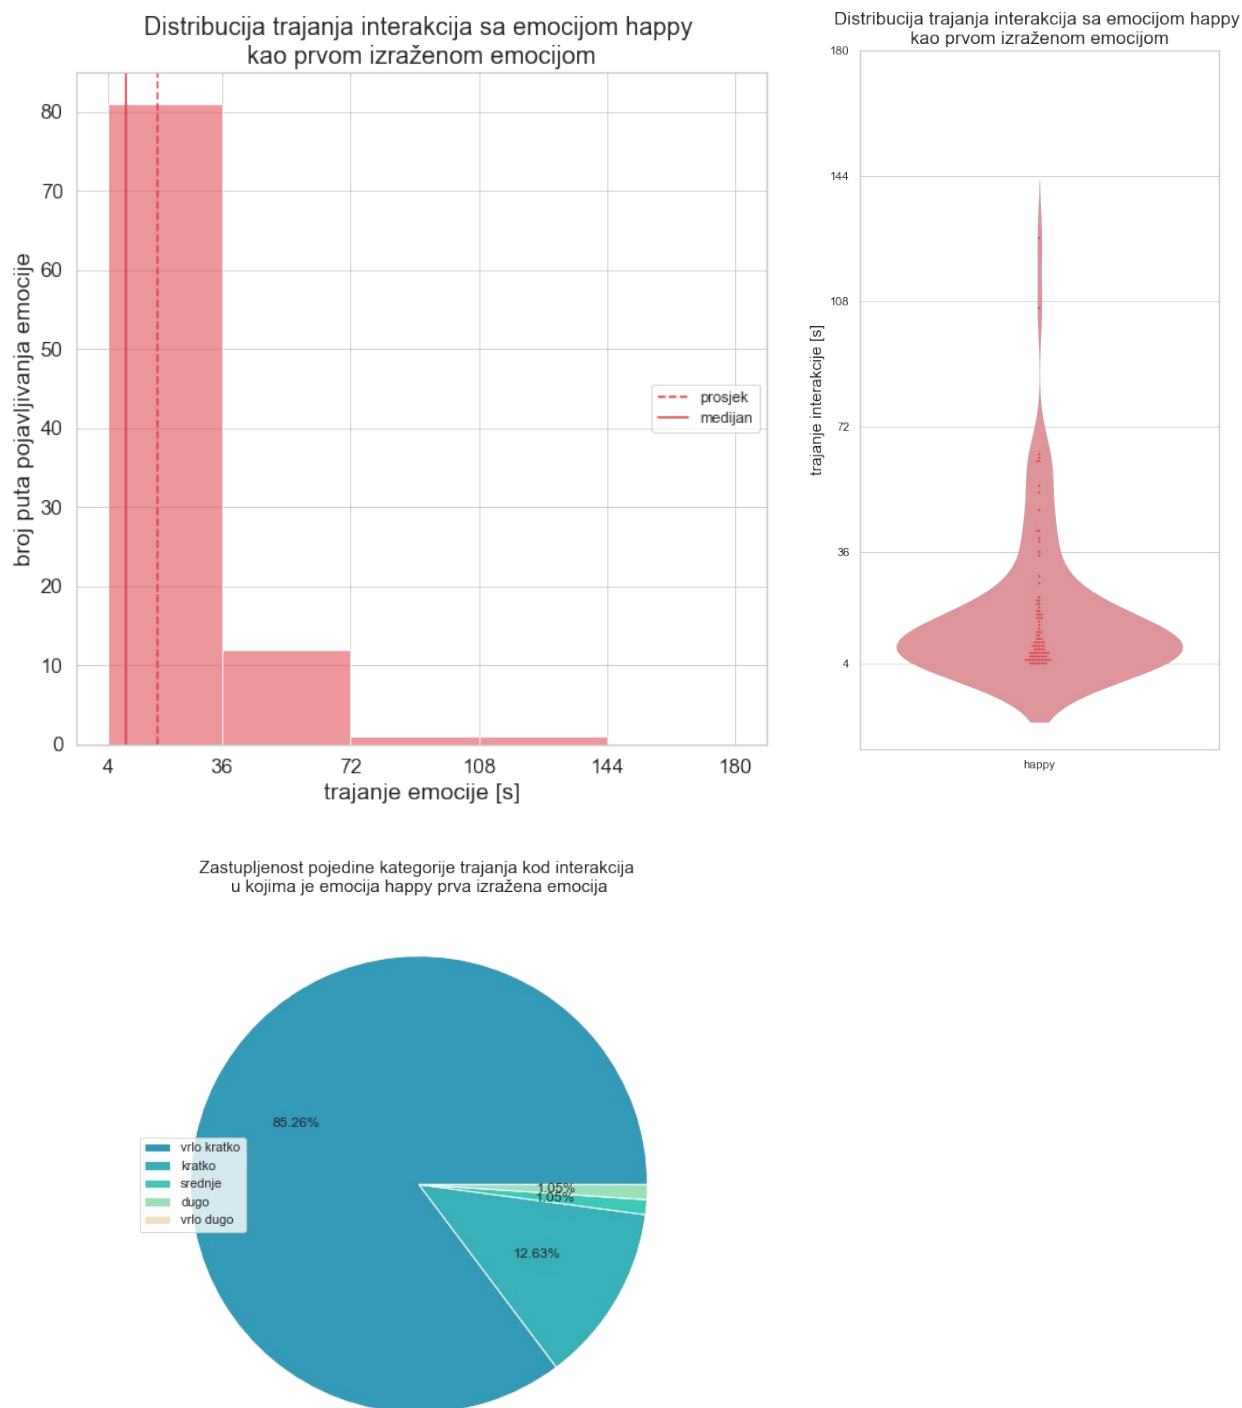 Distribucija trajanja interakcija sa emocijom happy
kao prvom izraženom emocijom
80
70
60
50
40
30
20
10
0
4
36
72
108
144
180
broj puta pojavljivanja emocije
trajanje emocije [s]
prosjek
medijan
Distribucija trajanja interakcija sa emocijom happy
kao prvom izraženom emocijom
180
144
108
72
36
4
trajanje interakcije [s]
happy
Zastupljenost pojedine kategorije trajanja kod interakcija
u kojima je emocija happy prva izražena emocija
85.26%
vrlo kratko
kratko
srednje
dugo
vrlo dugo
1.05%
1.05%
12.63%